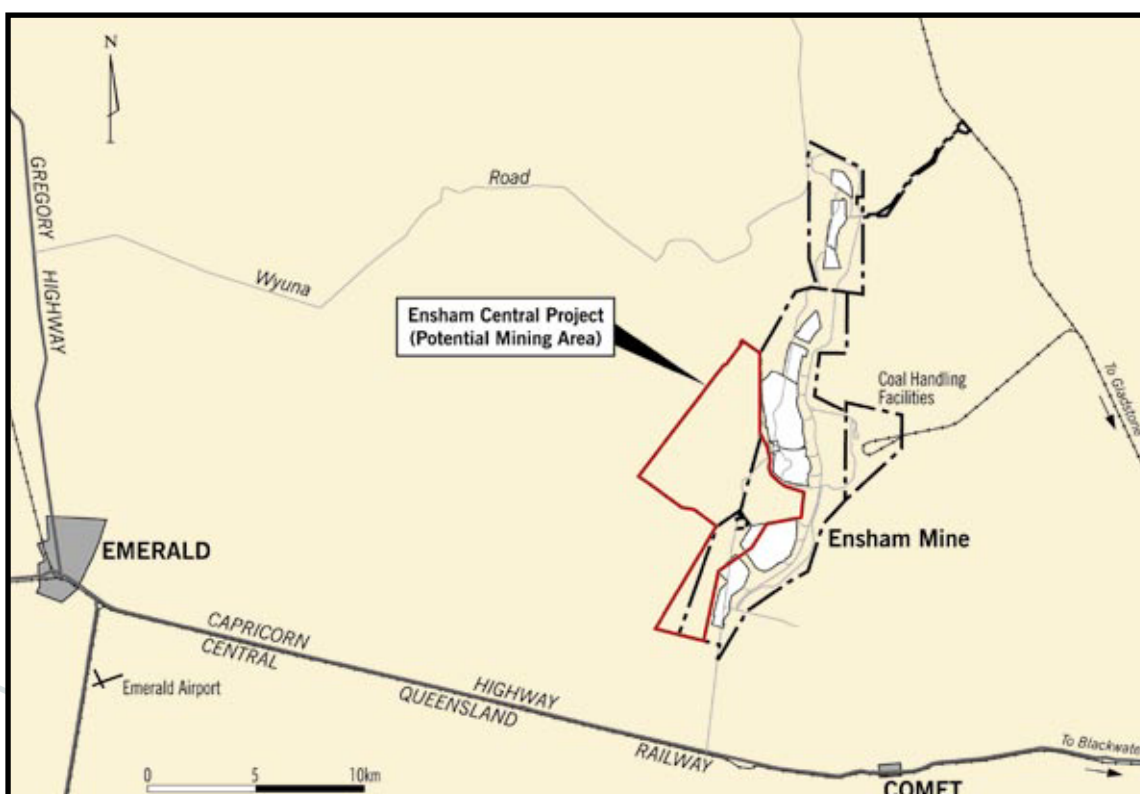 N
GREGORY
HIGHWAY
Road
Wyuna
Ensham Central Project
(Potential Mining Area)
Coal Handling
Facilities
To Gladstone
EMERALD
Ensham Mine
CAPRICORN
HIGHWAY
CENTRAL
QUEENSLAND
RAILWAY
Emerald Airport
To Blackwater
0
5
10km
COMET